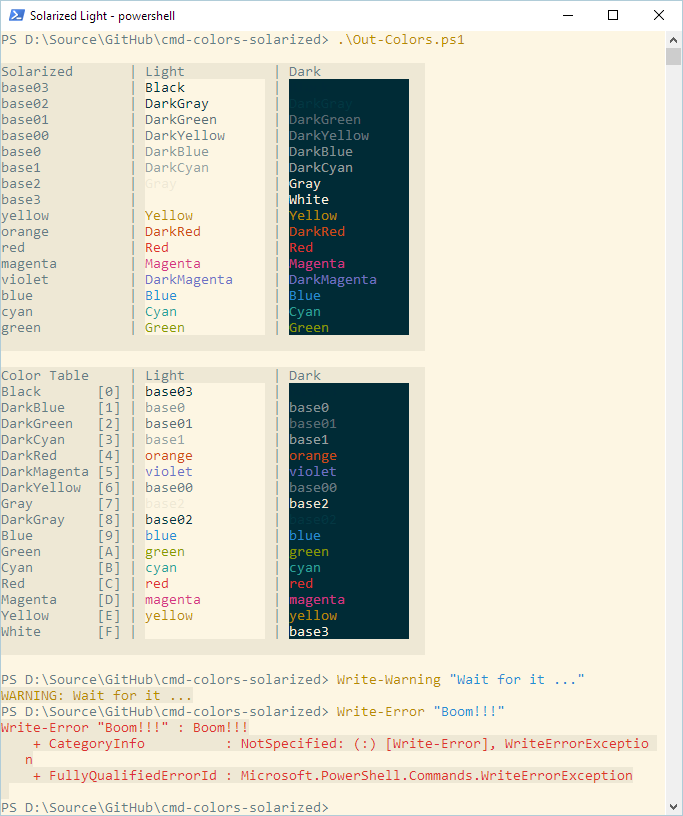 Solarized Light - powershell
PS D:\Source\GitHub\cmd-colors-solarized> .\Out-Colors.ps1
Solarized | Light | Dark
base03 | Black |
base02 | DarkGray | DarkGray
base01 | DarkGreen | DarkGreen
base00 | DarkYellow | DarkYellow
base0 | DarkBlue | DarkBlue
base1 | DarkCyan | DarkCyan
base2 | Gray | Gray
base3 | | White
yellow | Yellow | Yellow
orange | DarkRed | DarkRed
red | Red | Red
magenta | Magenta | Magenta
violet | DarkMagenta | DarkMagenta
blue | Blue | Blue
cyan | Cyan | Cyan
green | Green | Green
Color Table | Light | Dark
Black [0] | base03 |
DarkBlue [1] | base0 | base0
DarkGreen [2] | base01 | base01
DarkCyan [3] | base1 | base1
DarkRed [4] | orange | orange
DarkMagenta [5] | violet | violet
DarkYellow [6] | base00 | base00
Gray [7] | base2 | base2
DarkGray [8] | base02 | base02
Blue [9] | blue | blue
Green [A] | green | green
Cyan [B] | cyan | cyan
Red [C] | red | red
Magenta [D] | magenta | magenta
Yellow [E] | yellow | yellow
White [F] | | base3
PS D:\Source\GitHub\cmd-colors-solarized> Write-Warning "Wait for it ..."
WARNING: Wait for it ...
PS D:\Source\GitHub\cmd-colors-solarized> Write-Error "Boom!!!"
Write-Error "Boom!!!" : Boom!!!
+ CategoryInfo : NotSpecified: (:) [Write-Error], WriteErrorExceptio
n
+ FullyQualifiedErrorId : Microsoft.PowerShell.Commands.WriteErrorException
PS D:\Source\GitHub\cmd-colors-solarized>